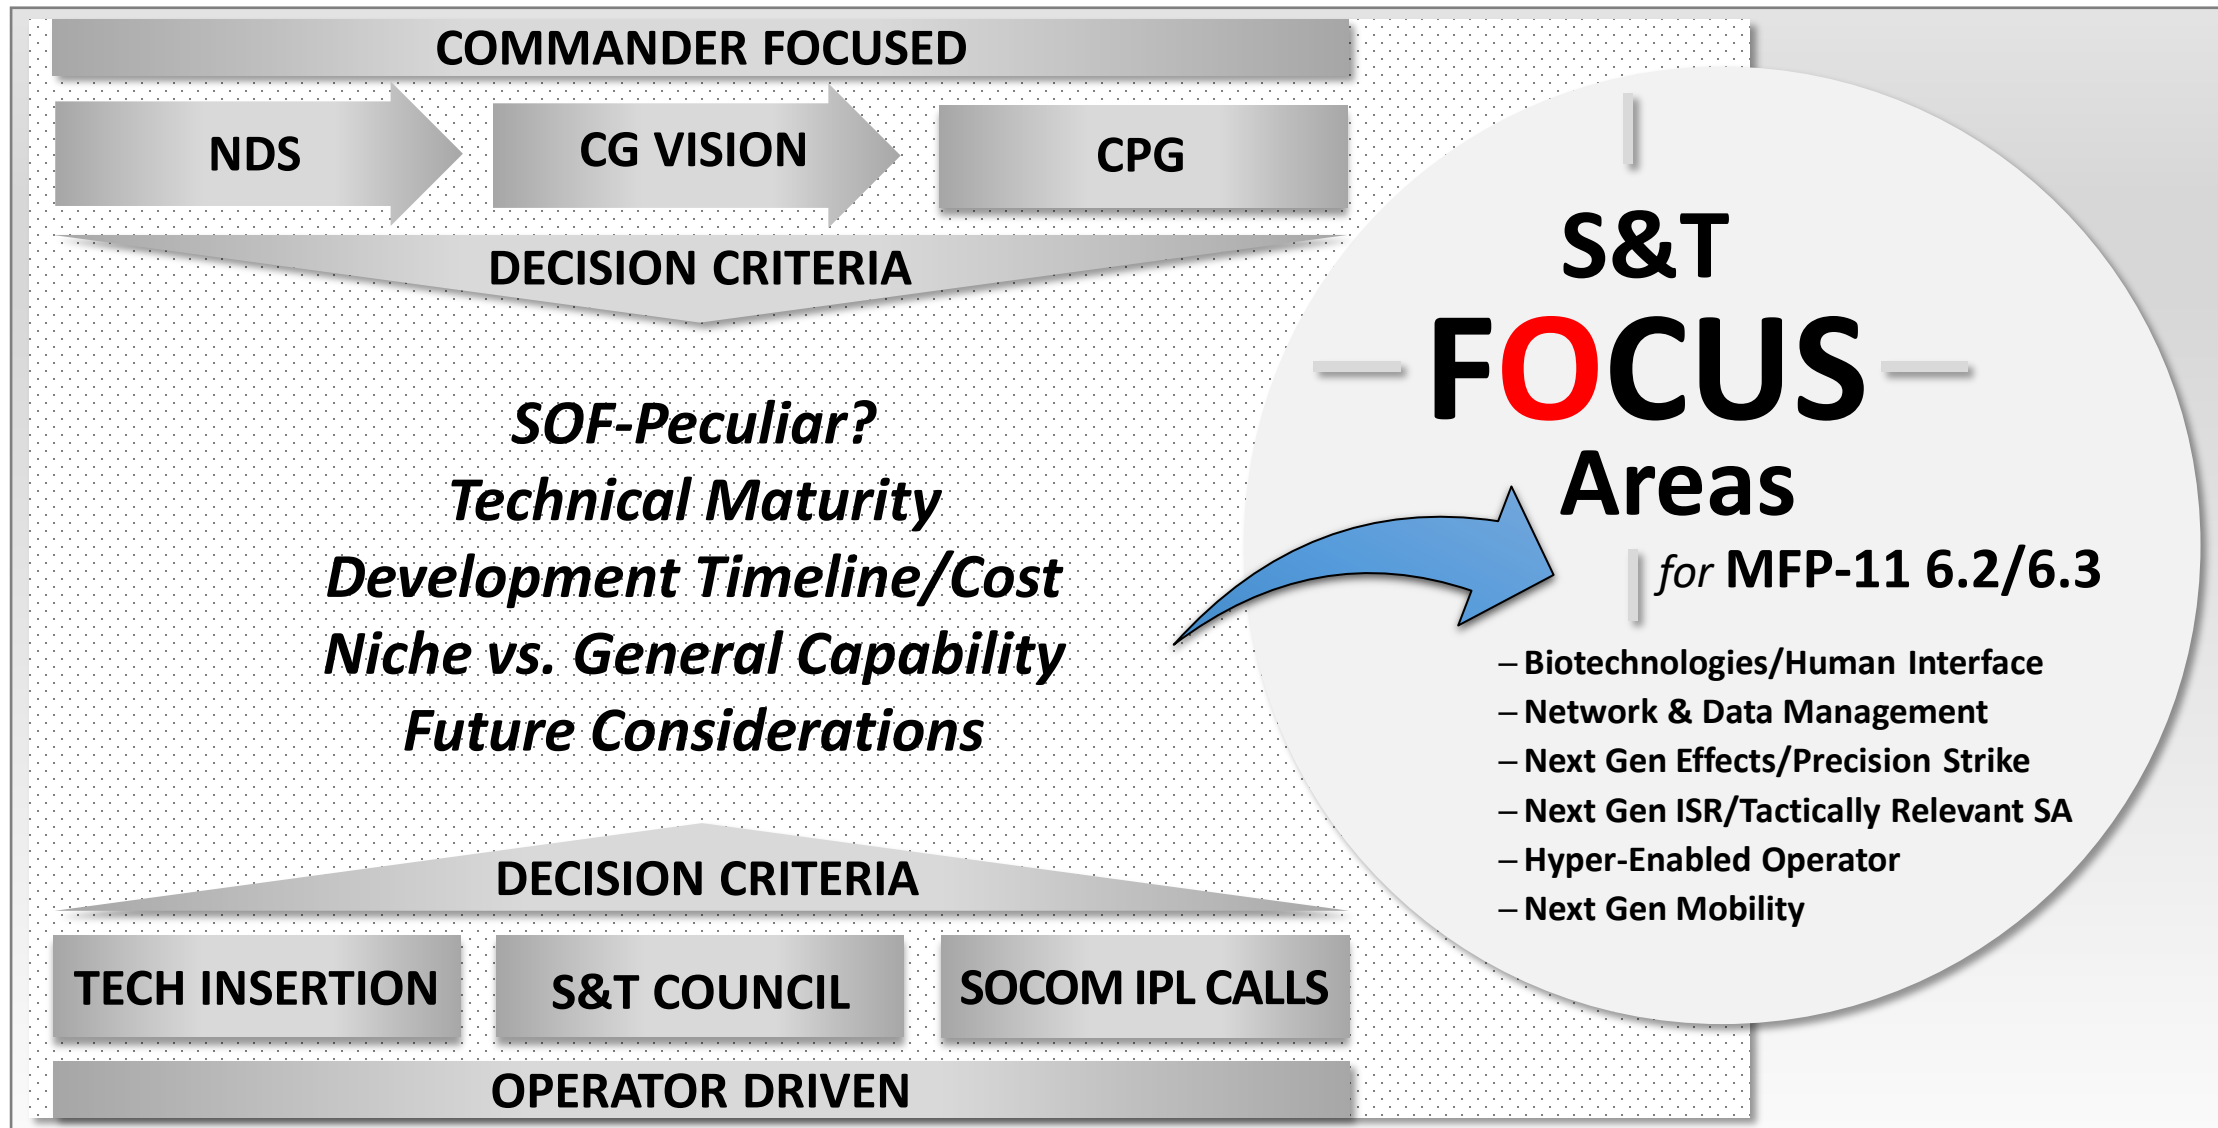 COMMANDER FOCUSED
NDS
CG VISION
CPG
DECISION CRITERIA
SOF-Peculiar?
Technical Maturity
Development Timeline/Cost
Niche vs. General Capability
Future Considerations
DECISION CRITERIA
TECH INSERTION
S&T COUNCIL
SOCOM IPL CALLS
OPERATOR DRIVEN
S&T
FOCUS
Areas
for MFP-11 6.2/6.3
– Biotechnologies/Human Interface
– Network & Data Management
– Next Gen Effects/Precision Strike
– Next Gen ISR/Tactically Relevant SA
– Hyper-Enabled Operator
– Next Gen Mobility